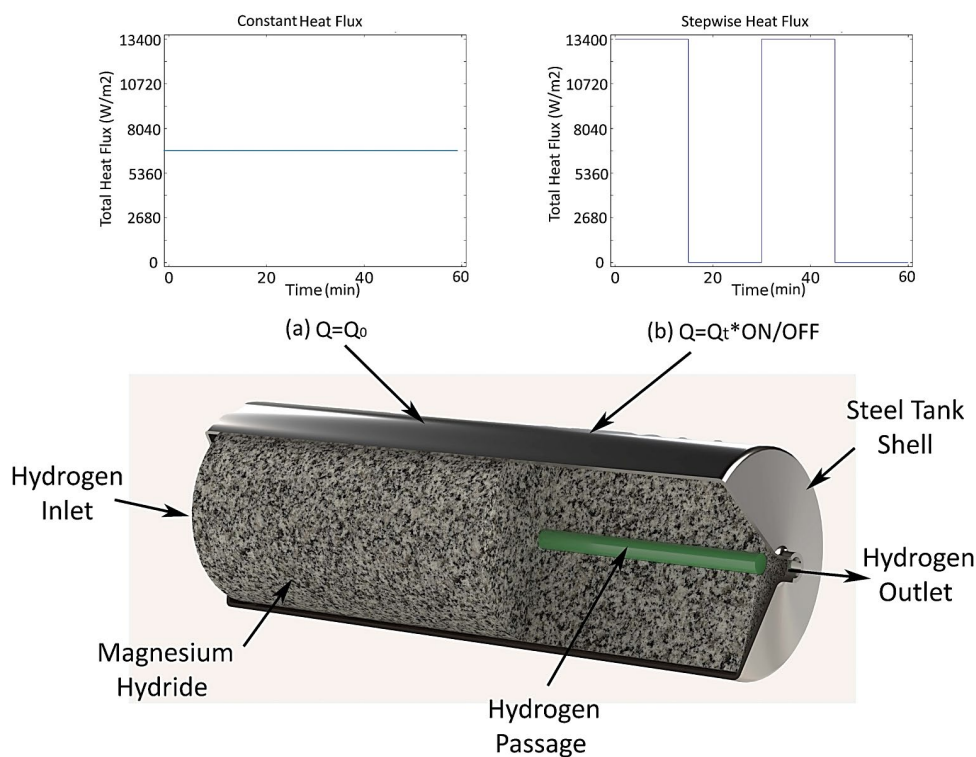 Constant Heat Flux
Total Heat Flux (W/m2)
13400
10720
8040
5360
2680
0
0 20 40 60
Time (min)
Stepwise Heat Flux
Total Heat Flux (W/m2)
13400
10720
8040
5360
2680
0
0 20 40 60
Time (min)
(a) Q=Q₀
(b) Q=Qt*ON/OFF
Steel Tank
Shell
Hydrogen
Inlet
Hydrogen
Outlet
Magnesium
Hydride
Hydrogen
Passage